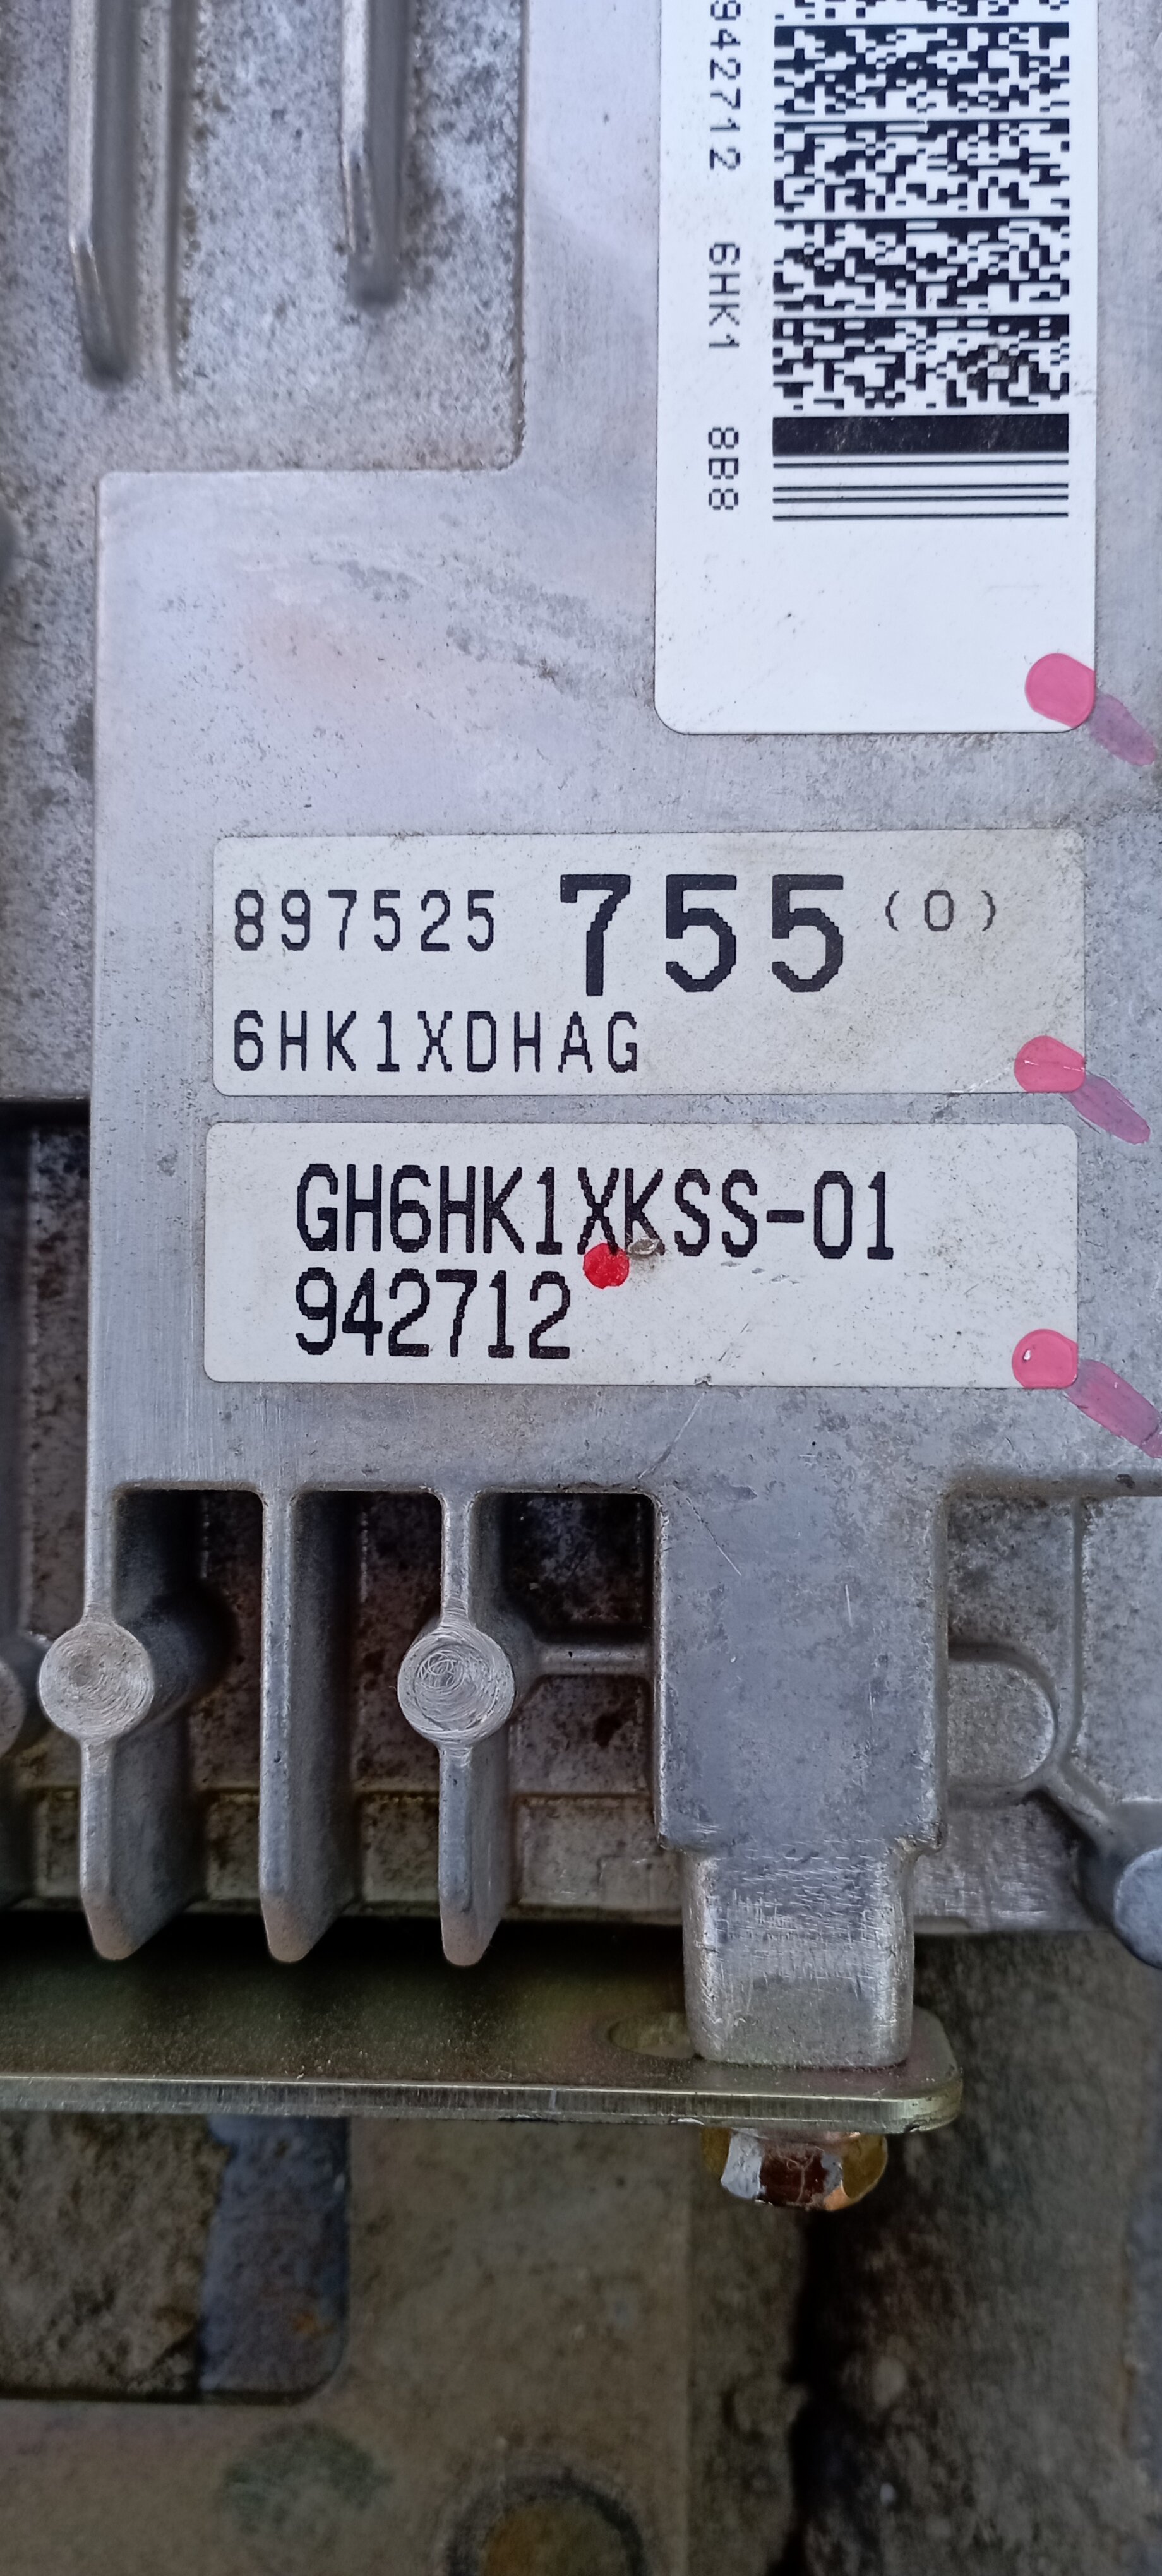 942712 6HK1 8B8
897525 755 (0)
6HK1XDHAG
GH6HK1XKSS-01
942712